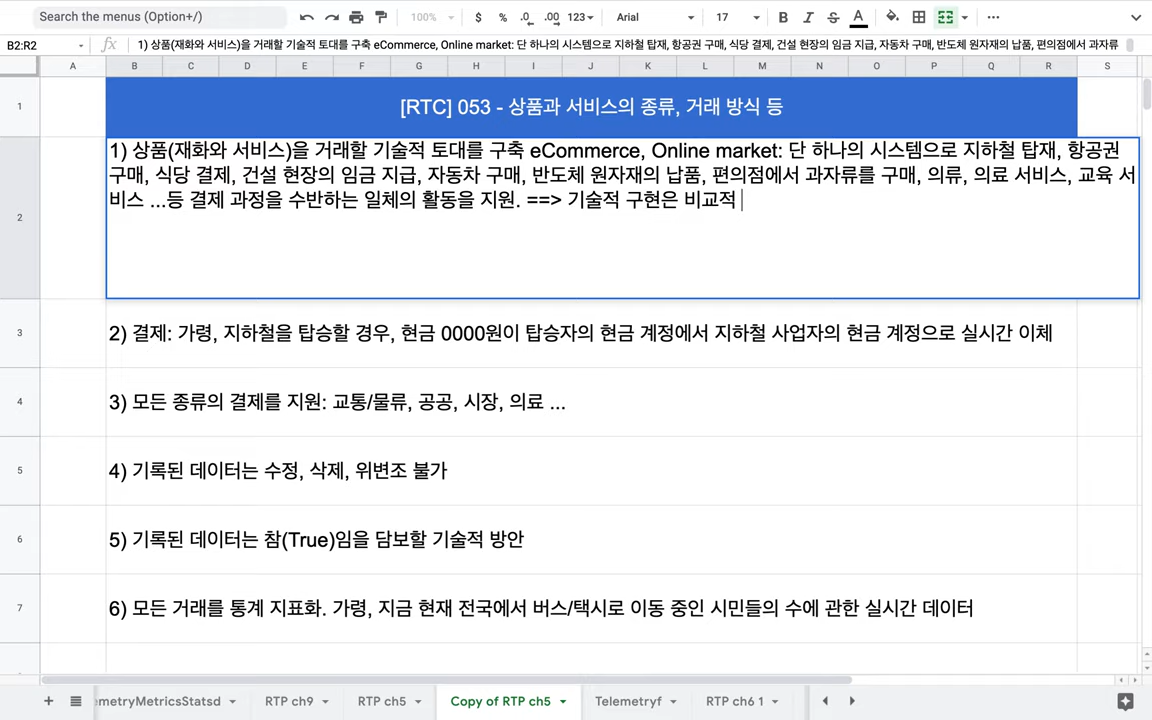 Search the menus (Option+/)
100%
$ % .0 .00 123
Arial
17
B I S A
B2:R2
fx
1) 상품(재화와 서비스)을 거래할 기술적 토대를 구축 eCommerce, Online market: 단 하나의 시스템으로 지하철 탑재, 항공권 구매, 식당 결제, 건설 현장의 임금 지급, 자동차 구매, 반도체 원자재의 납품, 편의점에서 과자류
A B C D E F G H I J K L M N O P Q R S
1
[RTC] 053 - 상품과 서비스의 종류, 거래 방식 등
2
1) 상품(재화와 서비스)을 거래할 기술적 토대를 구축 eCommerce, Online market: 단 하나의 시스템으로 지하철 탑재, 항공권
구매, 식당 결제, 건설 현장의 임금 지급, 자동차 구매, 반도체 원자재의 납품, 편의점에서 과자류를 구매, 의류, 의료 서비스, 교육 서
비스 ...등 결제 과정을 수반하는 일체의 활동을 지원. ==> 기술적 구현은 비교적
3
2) 결제: 가령, 지하철을 탑승할 경우, 현금 0000원이 탑승자의 현금 계정에서 지하철 사업자의 현금 계정으로 실시간 이체
4
3) 모든 종류의 결제를 지원: 교통/물류, 공공, 시장, 의료 ...
5
4) 기록된 데이터는 수정, 삭제, 위변조 불가
6
5) 기록된 데이터는 참(True)임을 담보할 기술적 방안
7
6) 모든 거래를 통계 지표화. 가령, 지금 현재 전국에서 버스/택시로 이동 중인 시민들의 수에 관한 실시간 데이터
emetryMetricsStatsd
RTP ch9
RTP ch5
Copy of RTP ch5
Telemetryf
RTP ch6 1